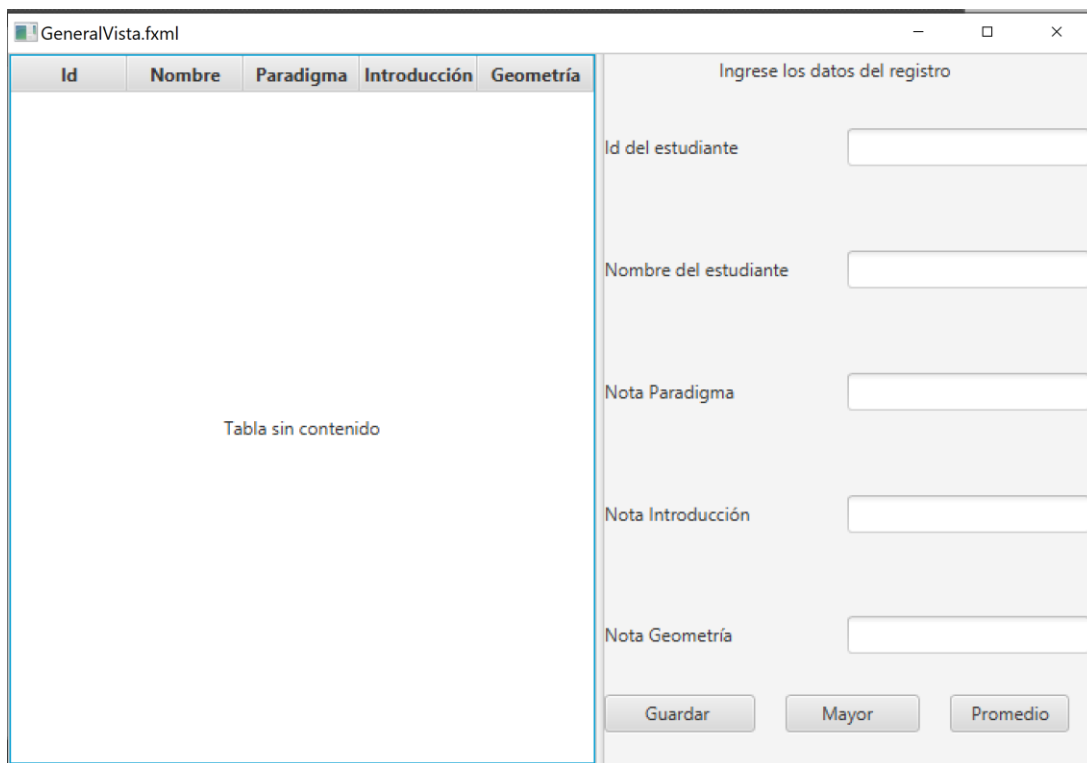 GeneralVista.fxml
Id Nombre Paradigma Introducción Geometría
Tabla sin contenido
Ingrese los datos del registro
Id del estudiante
Nombre del estudiante
Nota Paradigma
Nota Introducción
Nota Geometría
Guardar Mayor Promedio